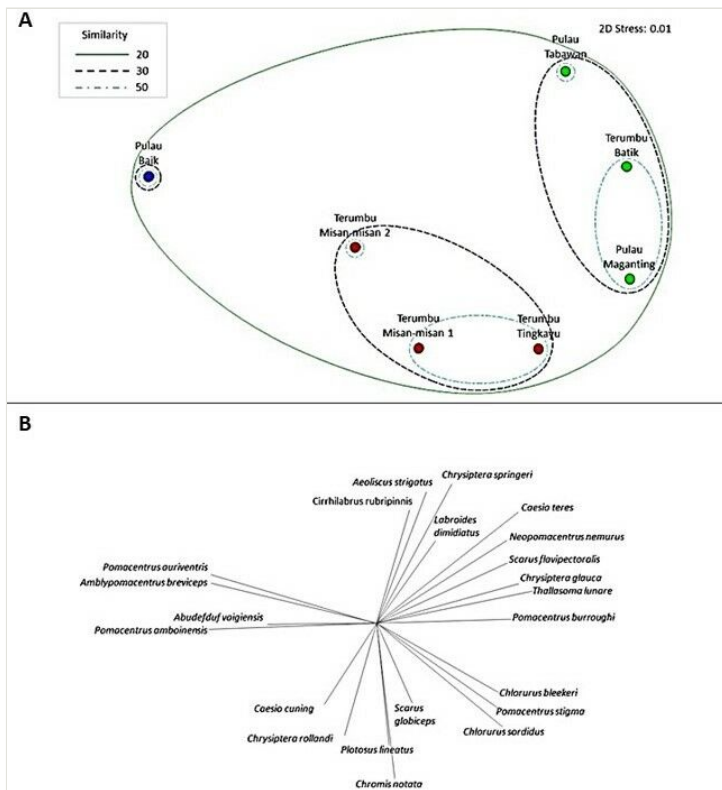 A
Similarity
20
30
50
2D Stress: 0.01
Pulau
Tabawan
Pulau
Baik
Terumbu
Batik
Terumbu
Misan-misan 2
Pulau
Maganting
Terumbu
Misan-misan 1
Terumbu
Tingkayu
B
Aeoliscus strigatus
Chrysiptera springeri
Cirrhilabrus rubripinnis
Caesio teres
Labroides
dimidiatus
Neopomacentrus nemurus
Scarus flavipectoralis
Pomacentrus auriventris
Chrysiptera glauca
Amblypomacentrus breviceps
Thallasoma lunare
Abudefduf vaigiensis
Pomacentrus burroughi
Pomacentrus amboinensis
Chlorurus bleekeri
Caesio cuning
Scarus
globiceps
Pomacentrus stigma
Chlorurus sordidus
Chrysiptera rollandi
Plotosus lineatus
Chromis notata